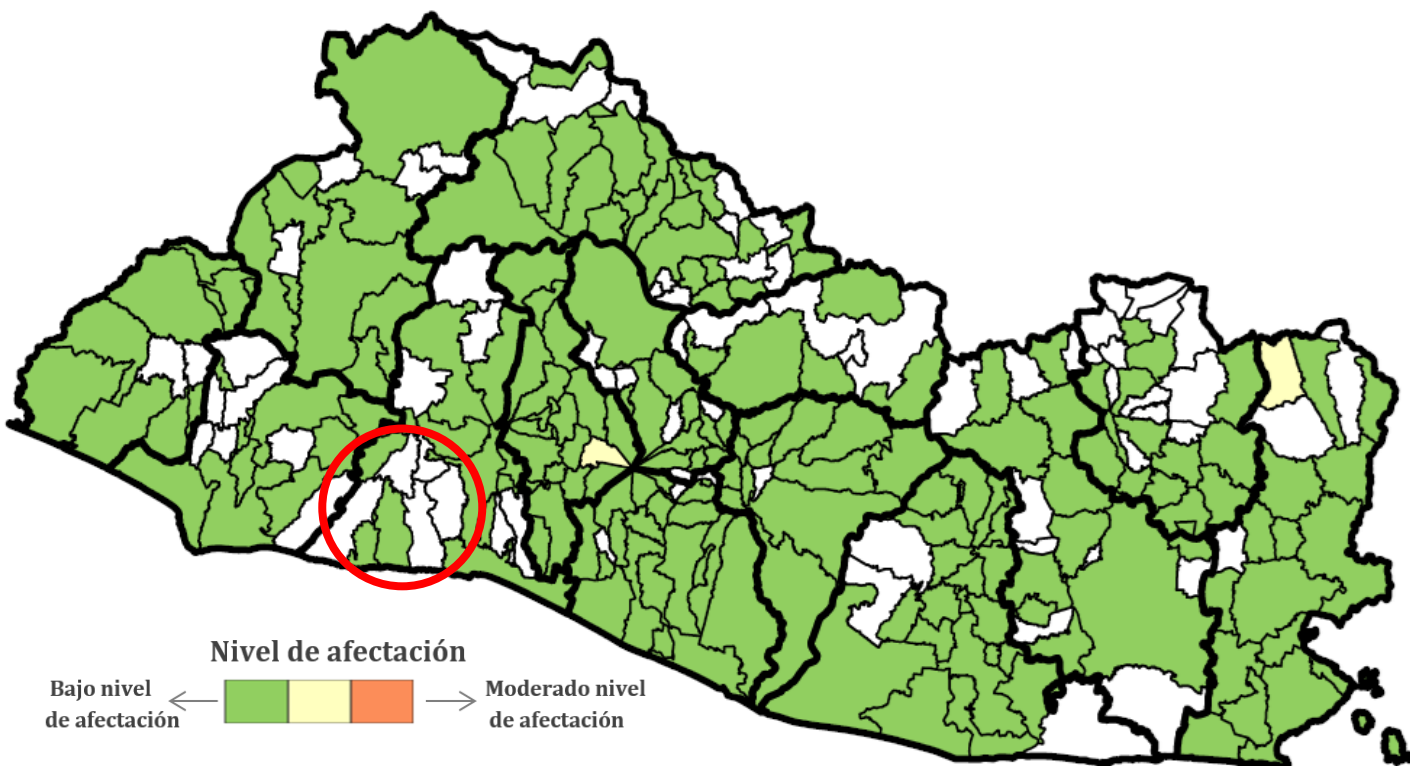 Nivel de afectación
Bajo nivel
de afectación
Moderado nivel
de afectación